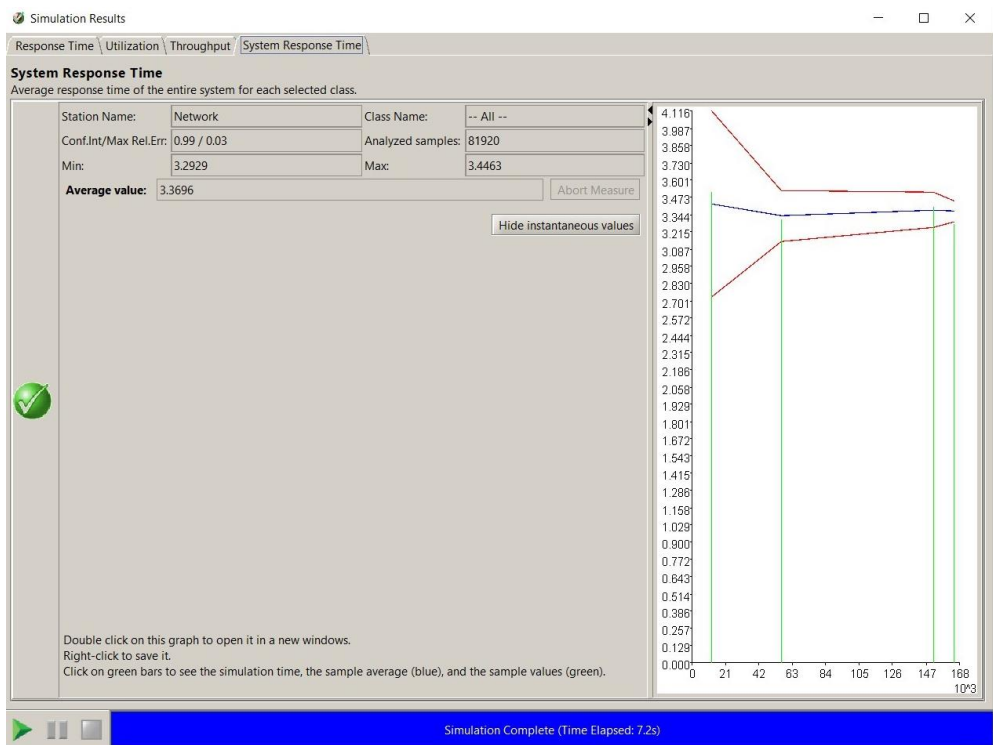 Simulation Results
Response Time Utilization Throughput System Response Time
System Response Time
Average response time of the entire system for each selected class.
Station Name: Network Class Name: -- All --
Conf.Int/Max Rel.Err: 0.99 / 0.03 Analyzed samples: 81920
Min: 3.2929 Max: 3.4463
Average value: 3.3696 Abort Measure
Hide instantaneous values
Double click on this graph to open it in a new windows.
Right-click to save it.
Click on green bars to see the simulation time, the sample average (blue), and the sample values (green).
4.116
3.987
3.858
3.730
3.601
3.473
3.344
3.215
3.087
2.958
2.830
2.701
2.572
2.444
2.315
2.186
2.058
1.929
1.801
1.672
1.543
1.415
1.286
1.158
1.029
0.900
0.772
0.643
0.514
0.386
0.257
0.129
0.000
0 21 42 63 84 105 126 147 168
10^3
Simulation Complete (Time Elapsed: 7.2s)